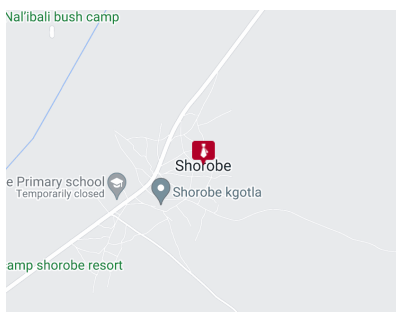 Nal'ibali bush camp
Shorobe
e Primary school
Temporarily closed
Shorobe kgotla
amp shorobe resort